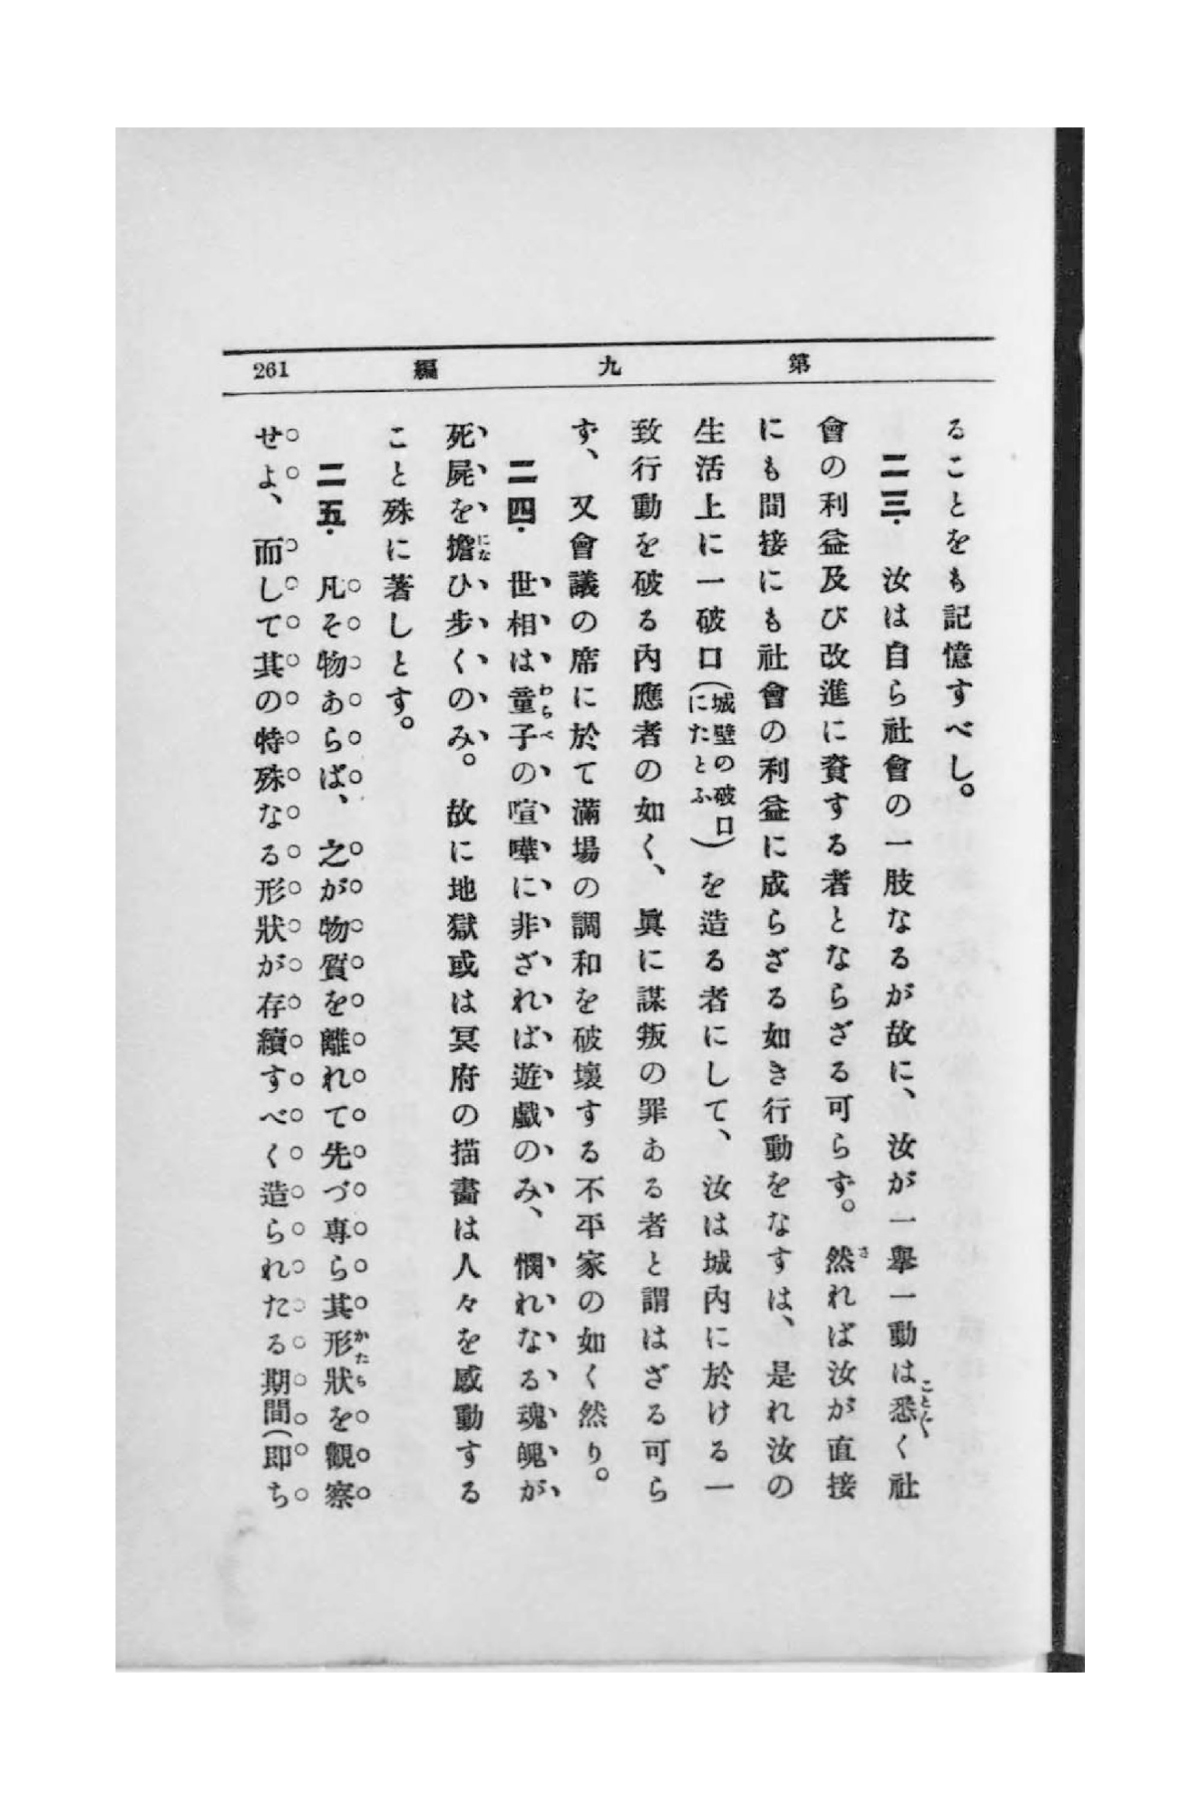 第九編 261
ることをも記憶すべし。
二三・ 汝は自ら社會の一肢なるが故に、汝が一擧一動は悉く社
會の利益及び改進に資する者とならざる可らず。然れば汝が直接
にも間接にも社會の利益に成らざる如き行動をなすは、是れ汝の
生活上に一破口(城壁の破口にたとふ)を造る者にして、汝は城内に於ける一
致行動を破る内應者の如く、眞に謀叛の罪ある者と謂はざる可ら
ず、又會議の席に於て滿場の調和を破壞する不平家の如く然り。
二四・ 世相は童子の喧嘩に非ざれば遊戲のみ、憫れなる魂魄が
死屍を擔ひ歩くのみ。故に地獄或は冥府の描畵は人々を感動する
こと殊に著しとす。
二五・ 凡そ物あらば、之が物質を離れて先づ專ら其形狀を觀察
せよ、而して其の特殊なる形狀が存續すべく造られたる期間(即ち